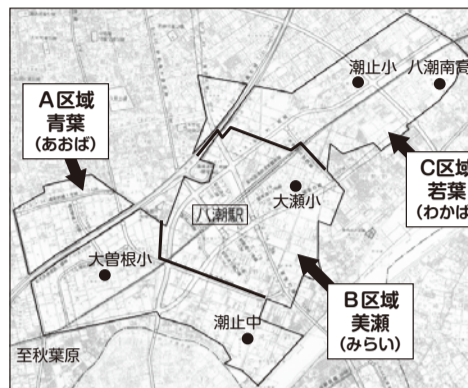 潮止小
八潮南高
A区域
青葉
(あおば)
C区域
若葉
(わかば
大瀬小
八潮駅
大曽根小
B区域
美瀬
(みらい)
潮止中
至秋葉原